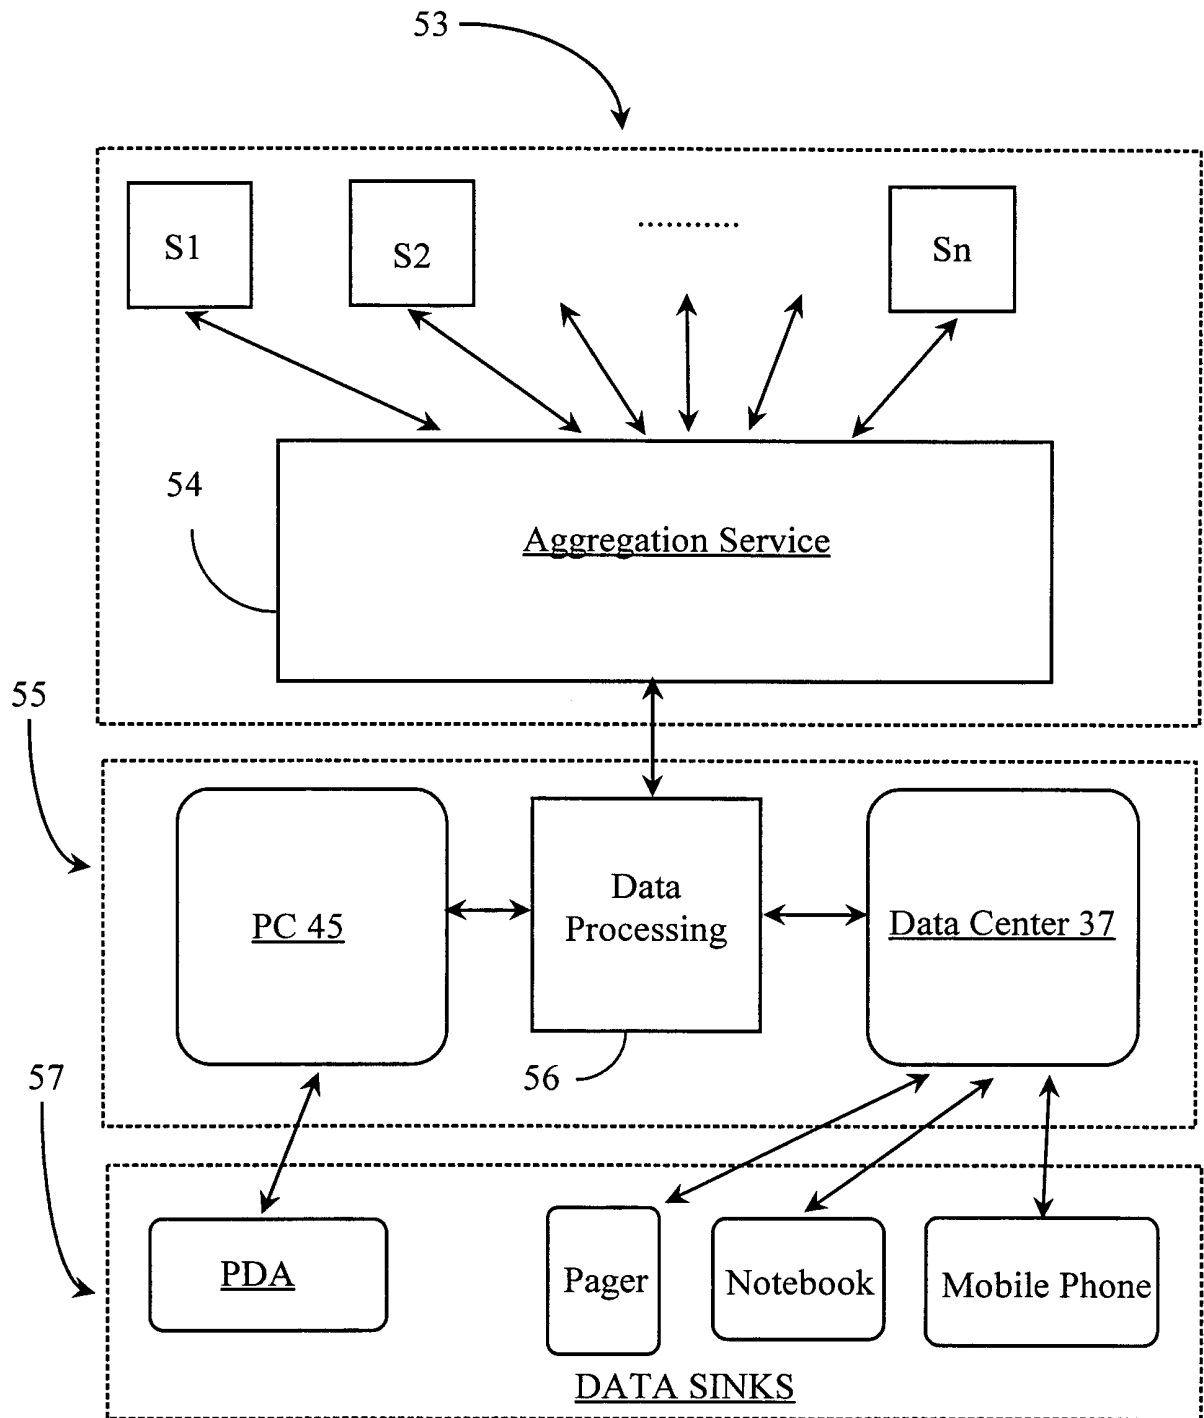 53
S1
S2
...........
Sn
54
Aggregation Service
55
PC 45
Data
Processing
Data Center 37
56
57
PDA
Pager
Notebook
Mobile Phone
DATA SINKS